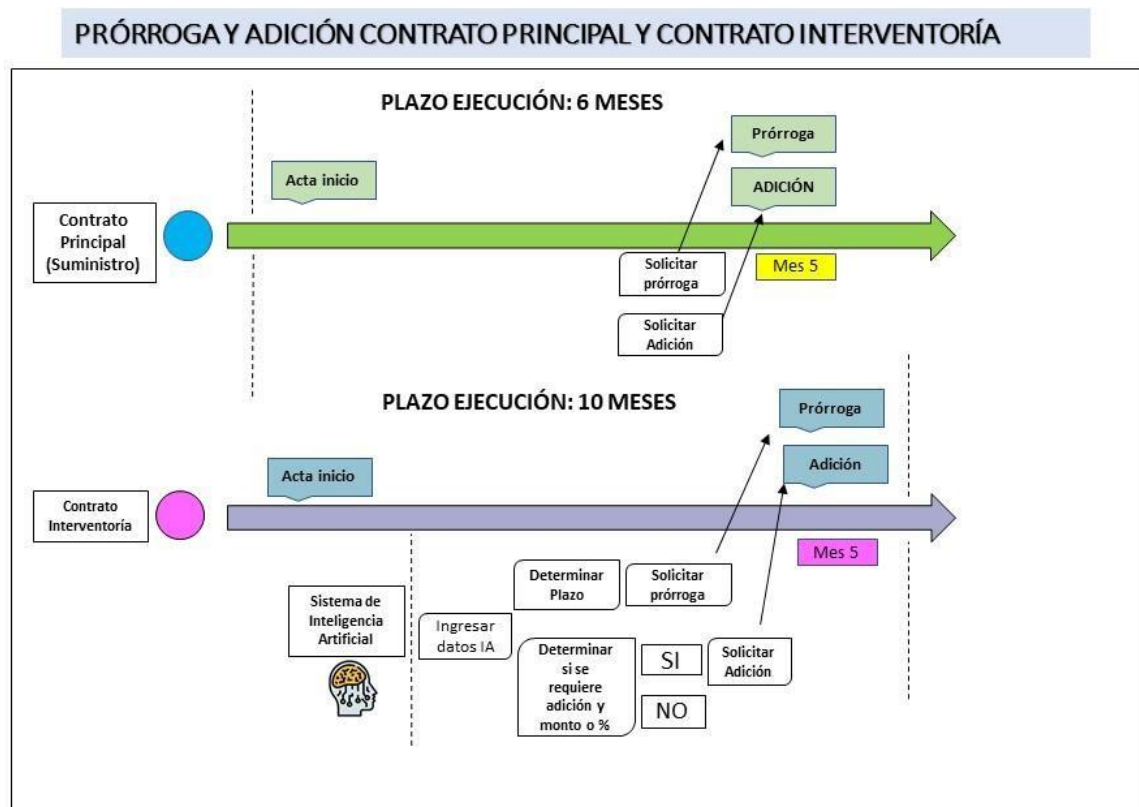 PRÓRROGA Y ADICIÓN CONTRATO PRINCIPAL Y CONTRATO INTERVENTORÍA
PLAZO EJECUCIÓN: 6 MESES
Prórroga
Acta inicio
ADICIÓN
Contrato
Principal
(Suministro)
Solicitar
prórroga
Mes 5
Solicitar
Adición
PLAZO EJECUCIÓN: 10 MESES
Prórroga
Adición
Acta inicio
Contrato
Interventoría
Mes 5
Determinar
Plazo
Solicitar
prórroga
Sistema de
Inteligencia
Artificial
Ingresar
datos IA
Determinar
si se
requiere
adición y
monto o %
SI
NO
Solicitar
Adición